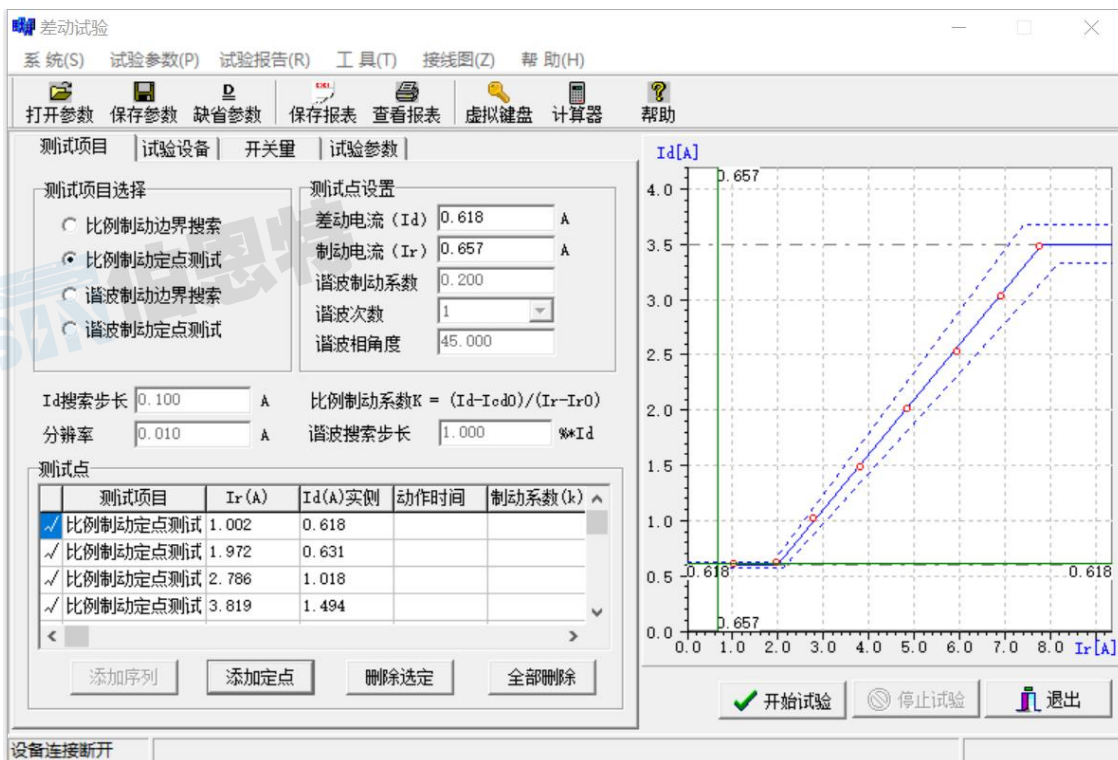 差动试验
系统(S) 试验参数(P) 试验报告(R) 工具(T) 接线图(Z) 帮助(H)
打开参数 保存参数 缺省参数 保存报表 查看报表 虚拟键盘 计算器 帮助
测试项目 试验设备 开关量 试验参数
测试项目选择
比例制动边界搜索
比例制动定点测试
谐波制动边界搜索
谐波制动定点测试
测试点设置
差动电流(Id) 0.618 A
制动电流(Ir) 0.657 A
谐波制动系数 0.200
谐波次数 1
谐波相角度 45.000
Id搜索步长 0.100 A 比例制动系数K = (Id-Icd0)/(Ir-Ir0)
分辨率 0.010 A 谐波搜索步长 1.000 %*Id
测试点
测试项目 Ir(A) Id(A)实侧 动作时间 制动系数(k)
比例制动定点测试 1.002 0.618
比例制动定点测试 1.972 0.631
比例制动定点测试 2.786 1.018
比例制动定点测试 3.819 1.494
添加序列 添加定点 删除选定 全部删除
设备连接断开
Id[A]
0.657
4.0
3.5
3.0
2.5
2.0
1.5
1.0
0.5 0.618 0.618
0.657
0.0
0.0 1.0 2.0 3.0 4.0 5.0 6.0 7.0 8.0 Ir[A]
开始试验 停止试验 退出
伯恩特